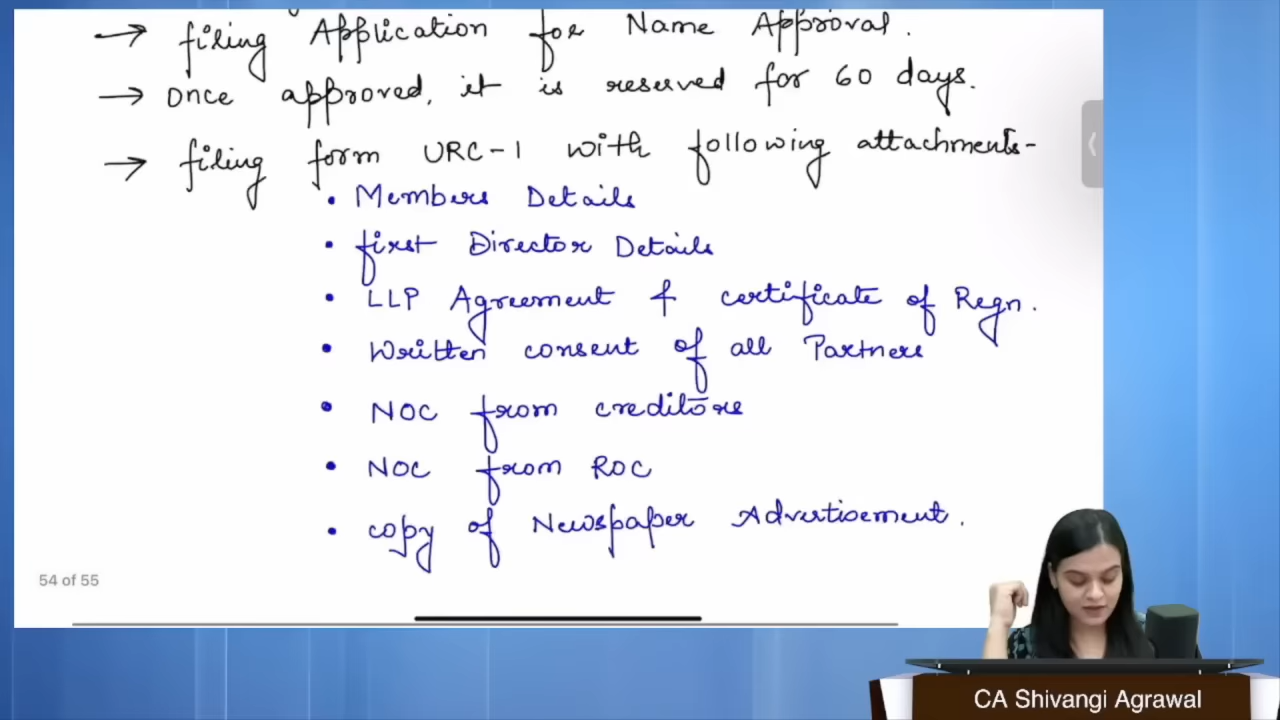 → filing Application for Name Approval.
→ Once approved, it is reserved for 60 days.
→ filing form URC-1 with following attachments-
• Members Details
• first Director Details
• LLP Agreement & certificate of Regn.
• Written consent of all Partners
• NOC from creditors
• NOC from ROC
• copy of Newspaper Advertisement.
54 of 55
CA Shivangi Agrawal